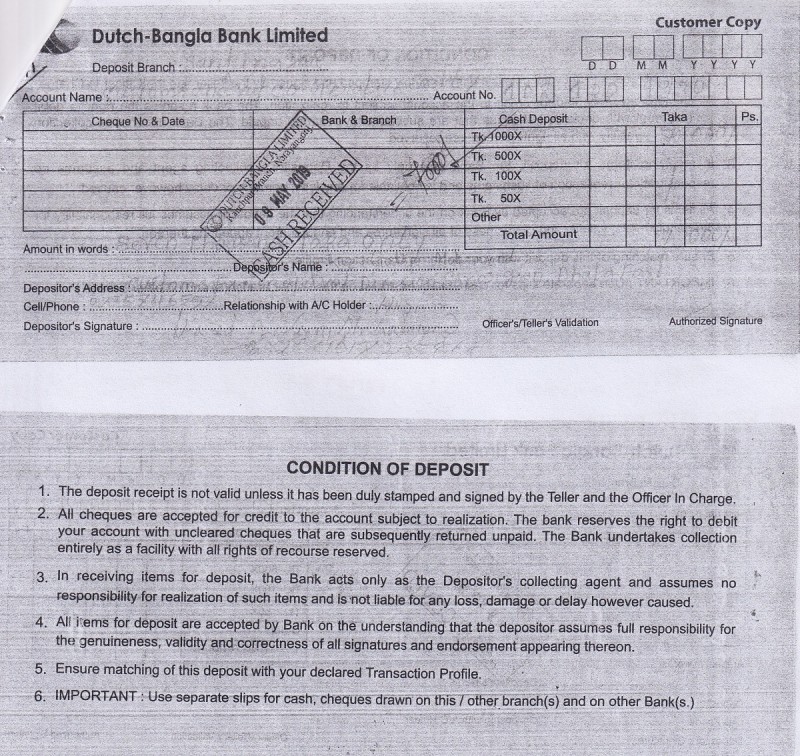 Customer Copy
Dutch-Bangla Bank Limited
D D M M Y Y Y Y
Deposit Branch :
Account Name : Account No.
Cheque No & Date Bank & Branch Cash Deposit Taka Ps.
Tk. 1000X
Tk. 500X
Tk. 100X
Tk. 50X
Other
Total Amount
DUTCH-BANGLA BANK LIMITED
09 MAY 2019
CASH RECEIVED
Amount in words :
Depositor's Name :
Depositor's Address :
Cell/Phone : Relationship with A/C Holder :
Depositor's Signature : Officer's/Teller's Validation Authorized Signature
CONDITION OF DEPOSIT
1. The deposit receipt is not valid unless it has been duly stamped and signed by the Teller and the Officer In Charge.
2. All cheques are accepted for credit to the account subject to realization. The bank reserves the right to debit
your account with uncleared cheques that are subsequently returned unpaid. The Bank undertakes collection
entirely as a facility with all rights of recourse reserved.
3. In receiving items for deposit, the Bank acts only as the Depositor's collecting agent and assumes no
responsibility for realization of such items and is not liable for any loss, damage or delay however caused.
4. All items for deposit are accepted by Bank on the understanding that the depositor assumes full responsibility for
the genuineness, validity and correctness of all signatures and endorsement appearing thereon.
5. Ensure matching of this deposit with your declared Transaction Profile.
6. IMPORTANT : Use separate slips for cash, cheques drawn on this / other branch(s) and on other Bank(s.)